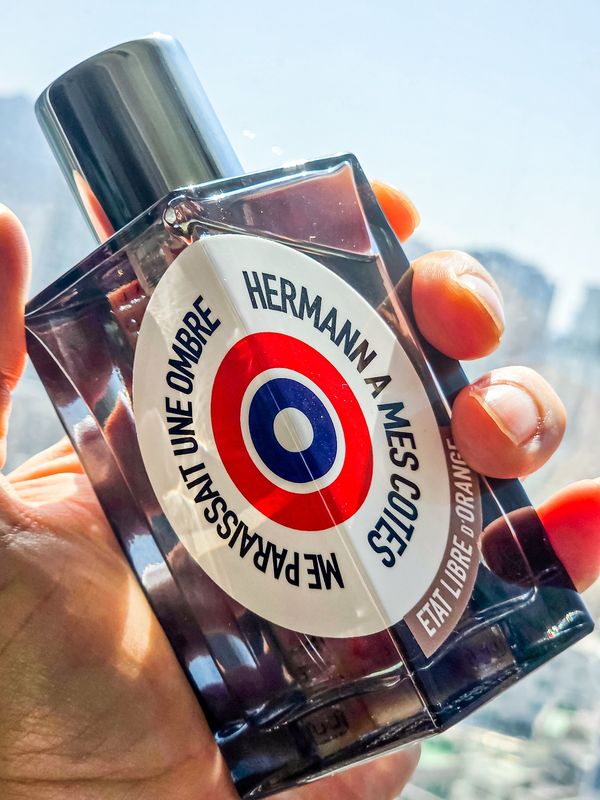 HERMANN A MES COTES
ME PARAISSAIT UNE OMBRE
ETAT LIBRE D'ORANGE